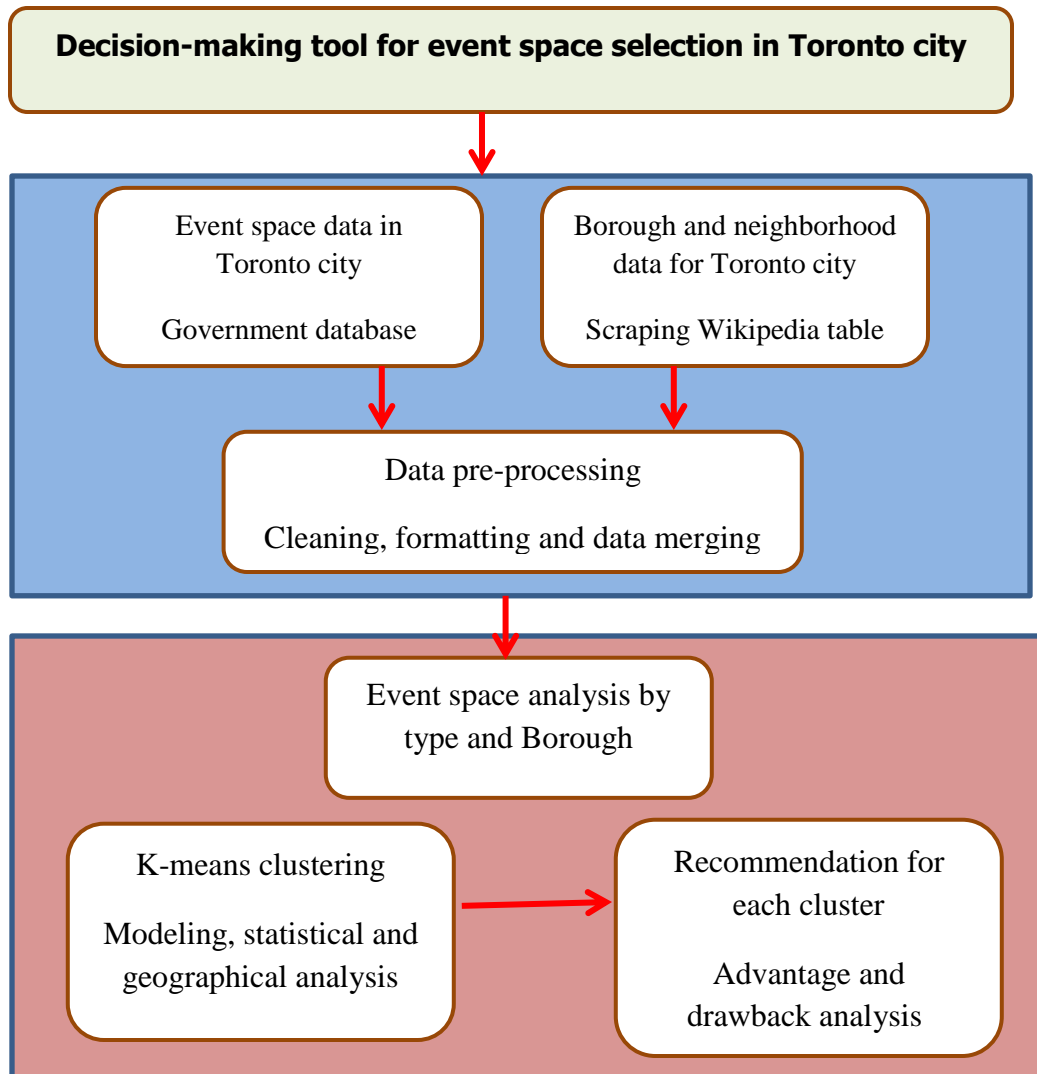 Decision-making tool for event space selection in Toronto city
Event space data in
Toronto city
Government database
Borough and neighborhood
data for Toronto city
Scraping Wikipedia table
Data pre-processing
Cleaning, formatting and data merging
Event space analysis by
type and Borough
K-means clustering
Modeling, statistical and
geographical analysis
Recommendation for
each cluster
Advantage and
drawback analysis